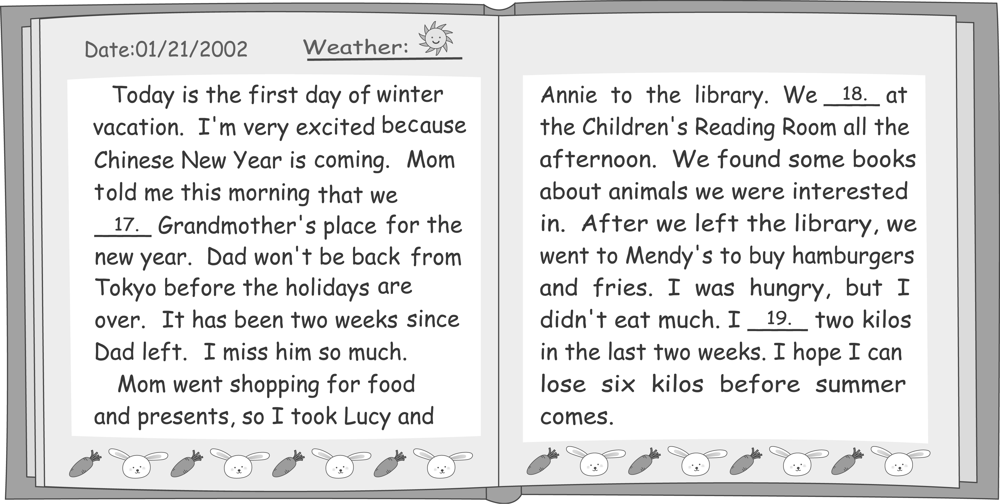 Date:01/21/2002 Weather:
Today is the first day of winter
vacation. I'm very excited because
Chinese New Year is coming. Mom
told me this morning that we
17. Grandmother's place for the
new year. Dad won't be back from
Tokyo before the holidays are
over. It has been two weeks since
Dad left. I miss him so much.
Mom went shopping for food
and presents, so I took Lucy and
Annie to the library. We 18. at
the Children's Reading Room all the
afternoon. We found some books
about animals we were interested
in. After we left the library, we
went to Mendy's to buy hamburgers
and fries. I was hungry, but I
didn't eat much. I 19. two kilos
in the last two weeks. I hope I can
lose six kilos before summer
comes.